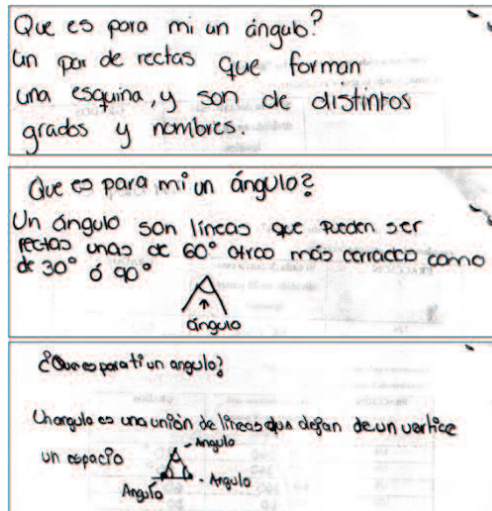 Que es para mi un ángulo?
un par de rectas que forman
una esquina, y son de distintos
grados y nombres.
Que es para mi un ángulo?
Un ángulo son líneas que pueden ser
rectas unas de 60° otros más cerrados como
de 30° ó 90°
ángulo
¿Que es para ti un angulo?
Un angulo es una unión de líneas que dejan de un vertice
un espacio
Angulo
Angulo
Angulo